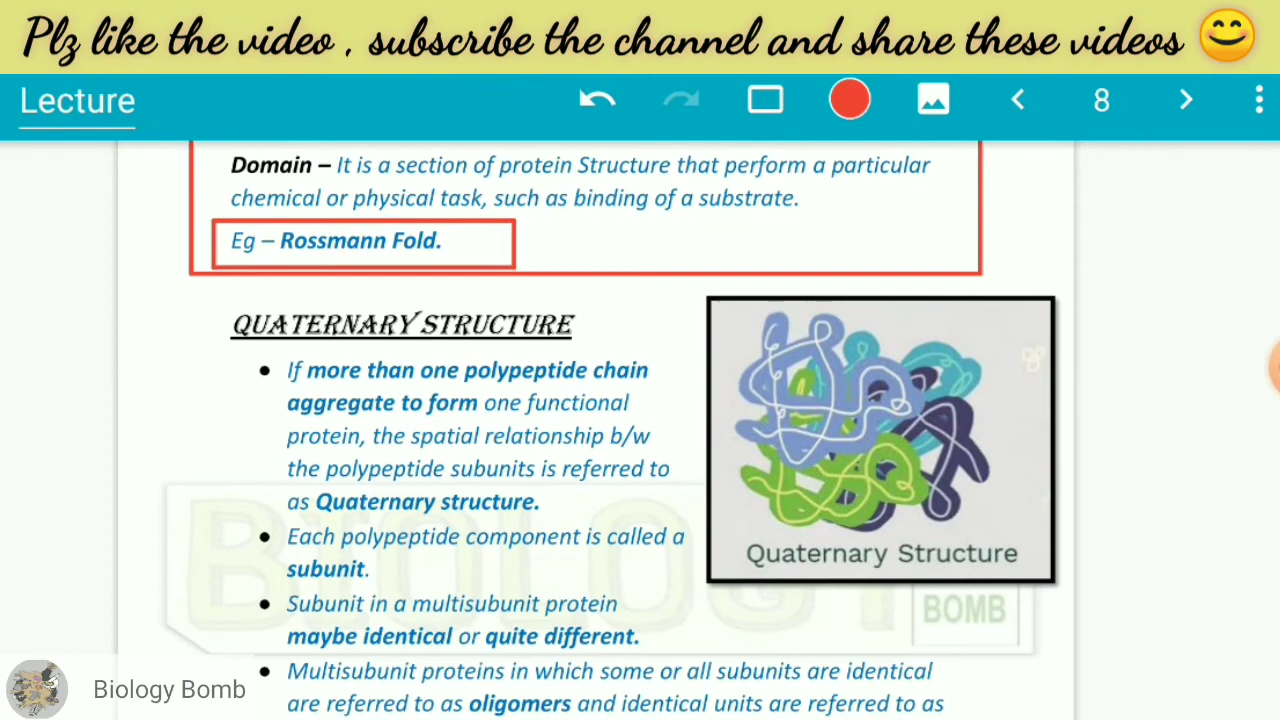 Plz like the video , subscribe the channel and share these videos 😊
Lecture
8
Domain – It is a section of protein Structure that perform a particular
chemical or physical task, such as binding of a substrate.
Eg – Rossmann Fold.
QUATERNARY STRUCTURE
• If more than one polypeptide chain
aggregate to form one functional
protein, the spatial relationship b/w
the polypeptide subunits is referred to
as Quaternary structure.
• Each polypeptide component is called a
subunit.
• Subunit in a multisubunit protein
maybe identical or quite different.
• Multisubunit proteins in which some or all subunits are identical
are referred to as oligomers and identical units are referred to as
Quaternary Structure
BIOLOGY
BOMB
Biology Bomb